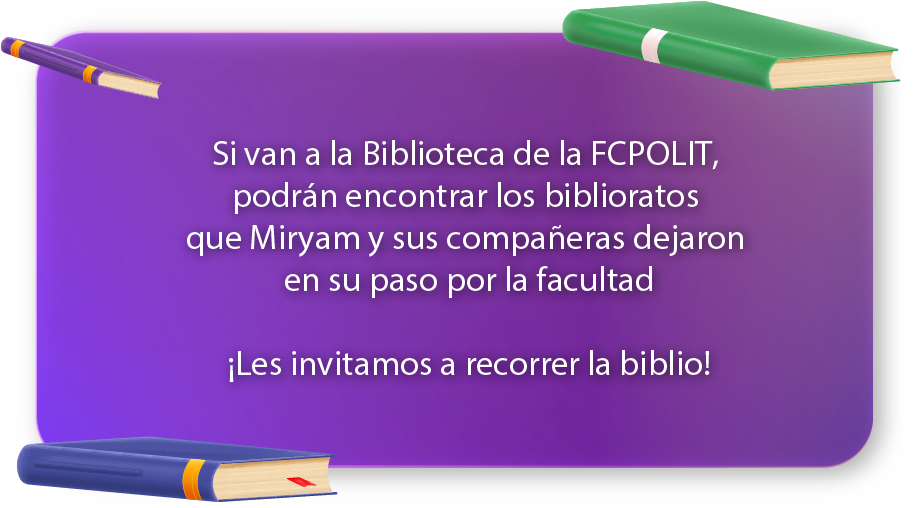 Si van a la Biblioteca de la FCPOLIT,
podrán encontrar los biblioratos
que Miryam y sus compañeras dejaron
en su paso por la facultad
¡Les invitamos a recorrer la biblio!